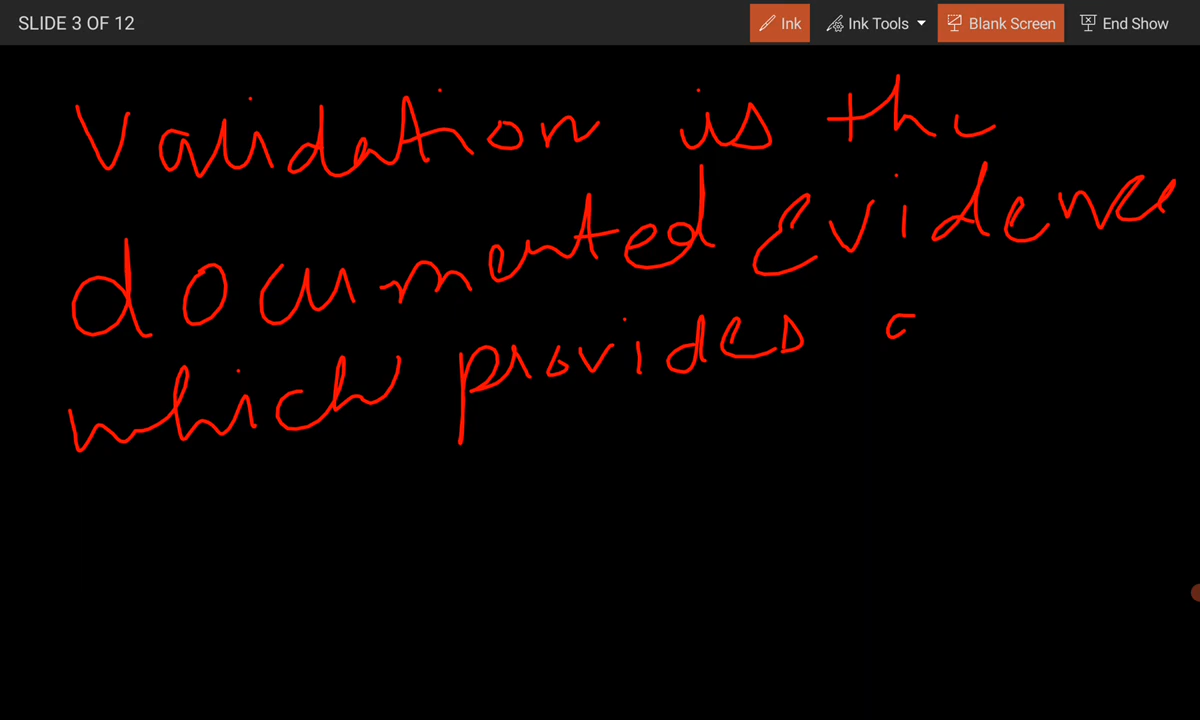 SLIDE 3 OF 12 Ink Ink Tools Blank Screen End Show
Validation is the
documented Evidence
which provides